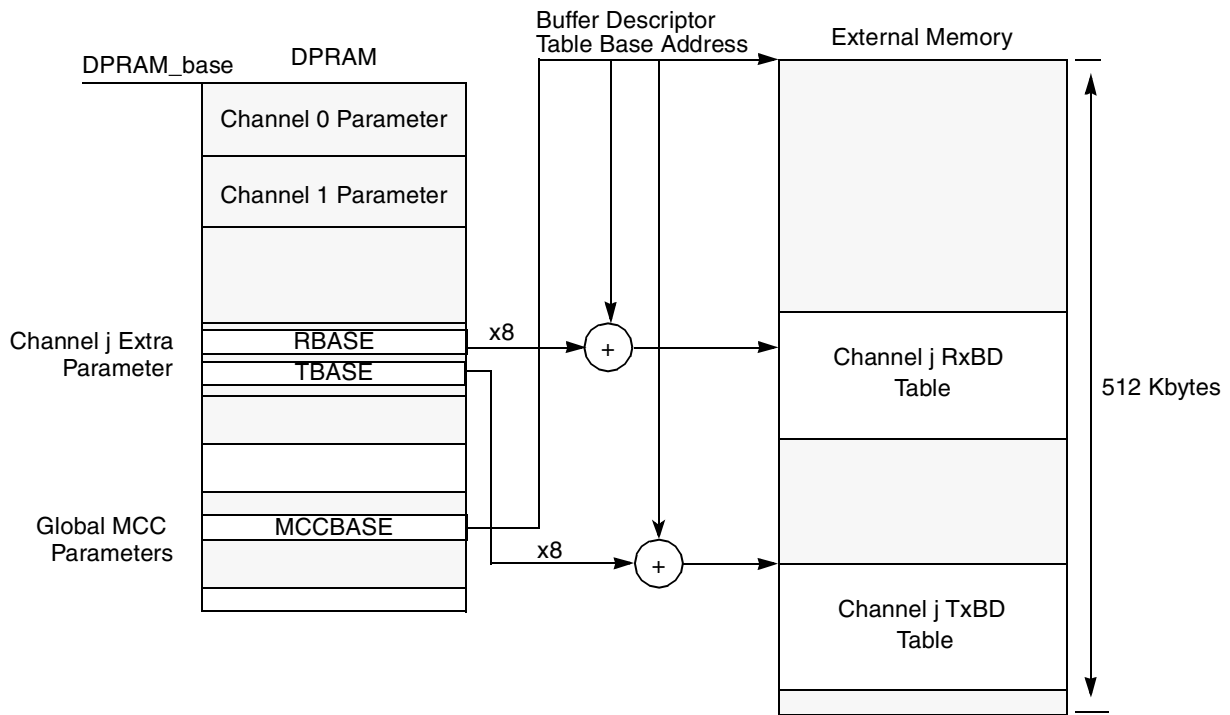 Buffer Descriptor
Table Base Address
External Memory
DPRAM_base
DPRAM
Channel 0 Parameter
Channel 1 Parameter
Channel j Extra
Parameter
RBASE
x8
+
TBASE
Channel j RxBD
Table
512 Kbytes
Global MCC
Parameters
MCCBASE
x8
+
Channel j TxBD
Table